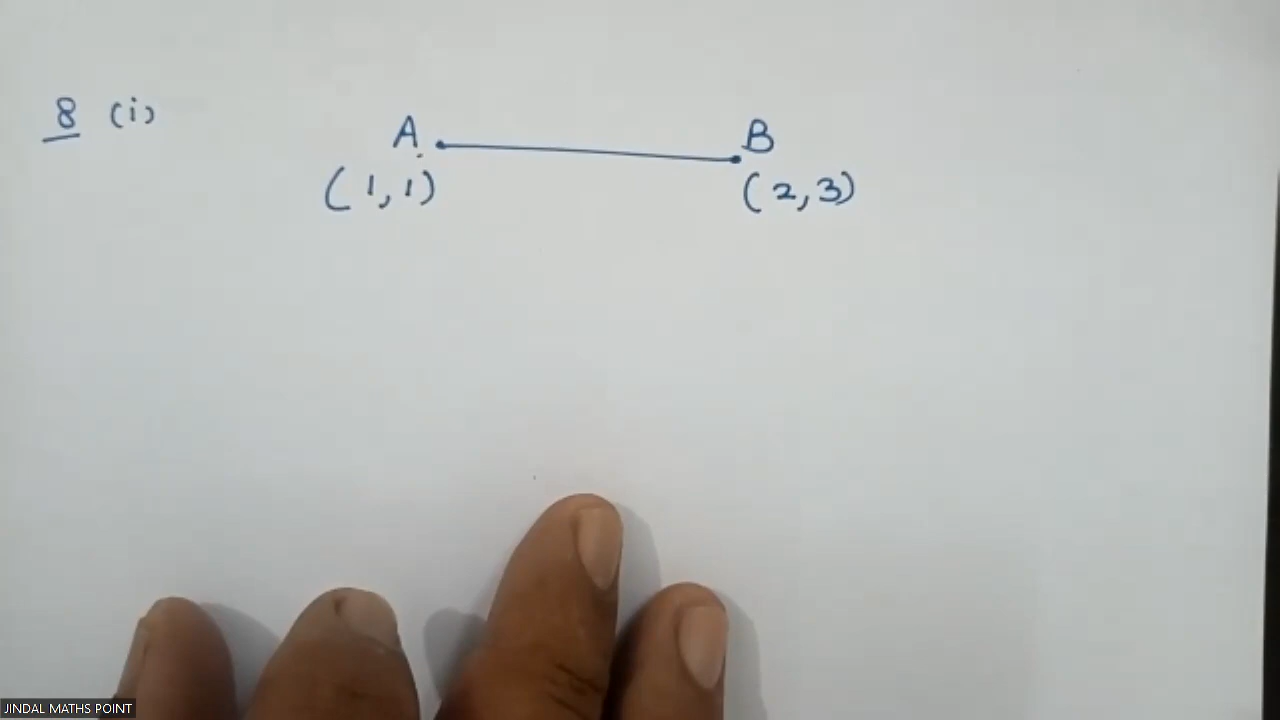 8 (i)
A B
(1,1) (2,3)
JINDAL MATHS POINT